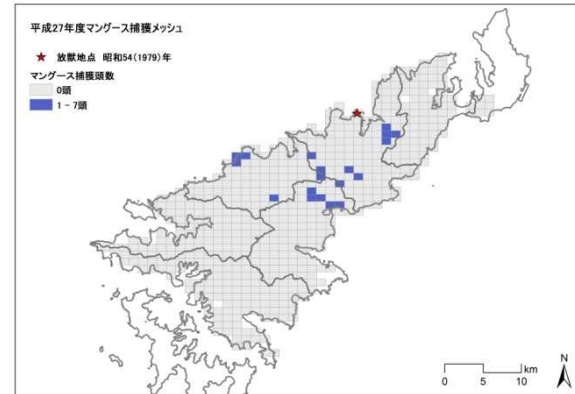 平成27年度マングース捕獲メッシュ
★ 放獣地点 昭和54(1979)年
マングース捕獲頭数
0頭
1 - 7頭
N
km
0 5 10